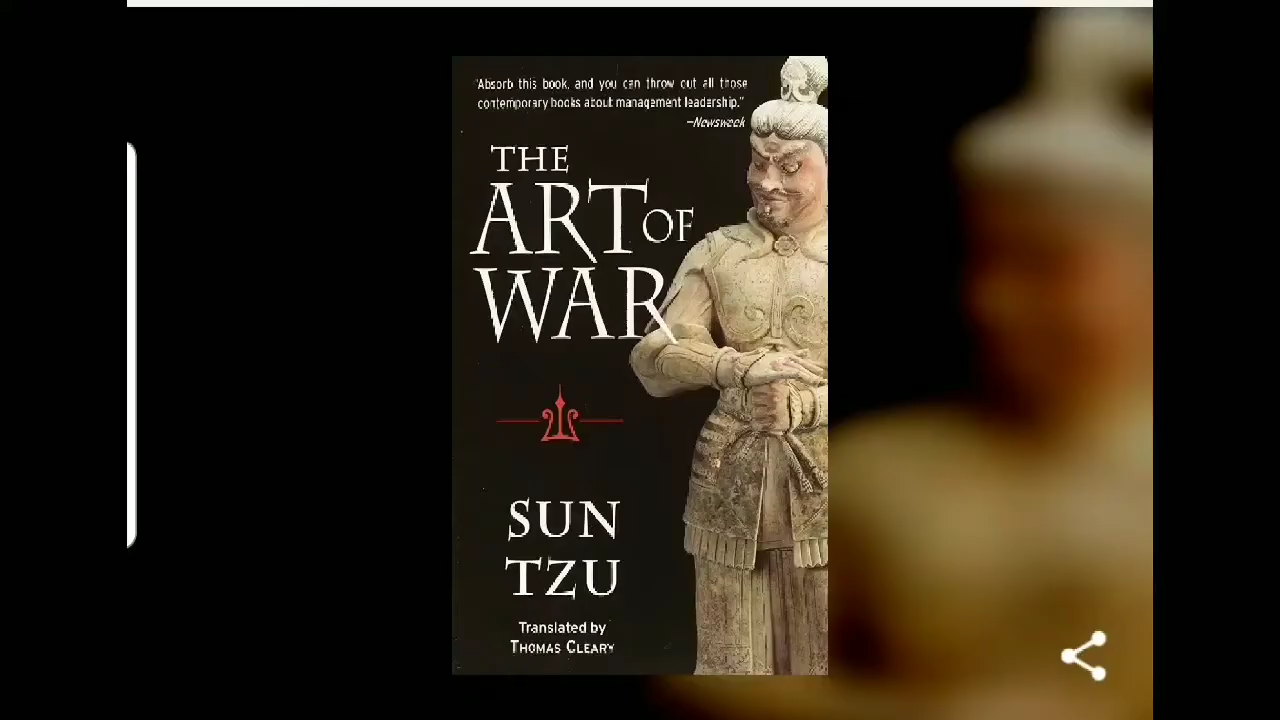 "Absorb this book, and you can throw out all those
contemporary books about management leadership."
—Newsweek
THE
ART OF
WAR
SUN
TZU
Translated by
THOMAS CLEARY